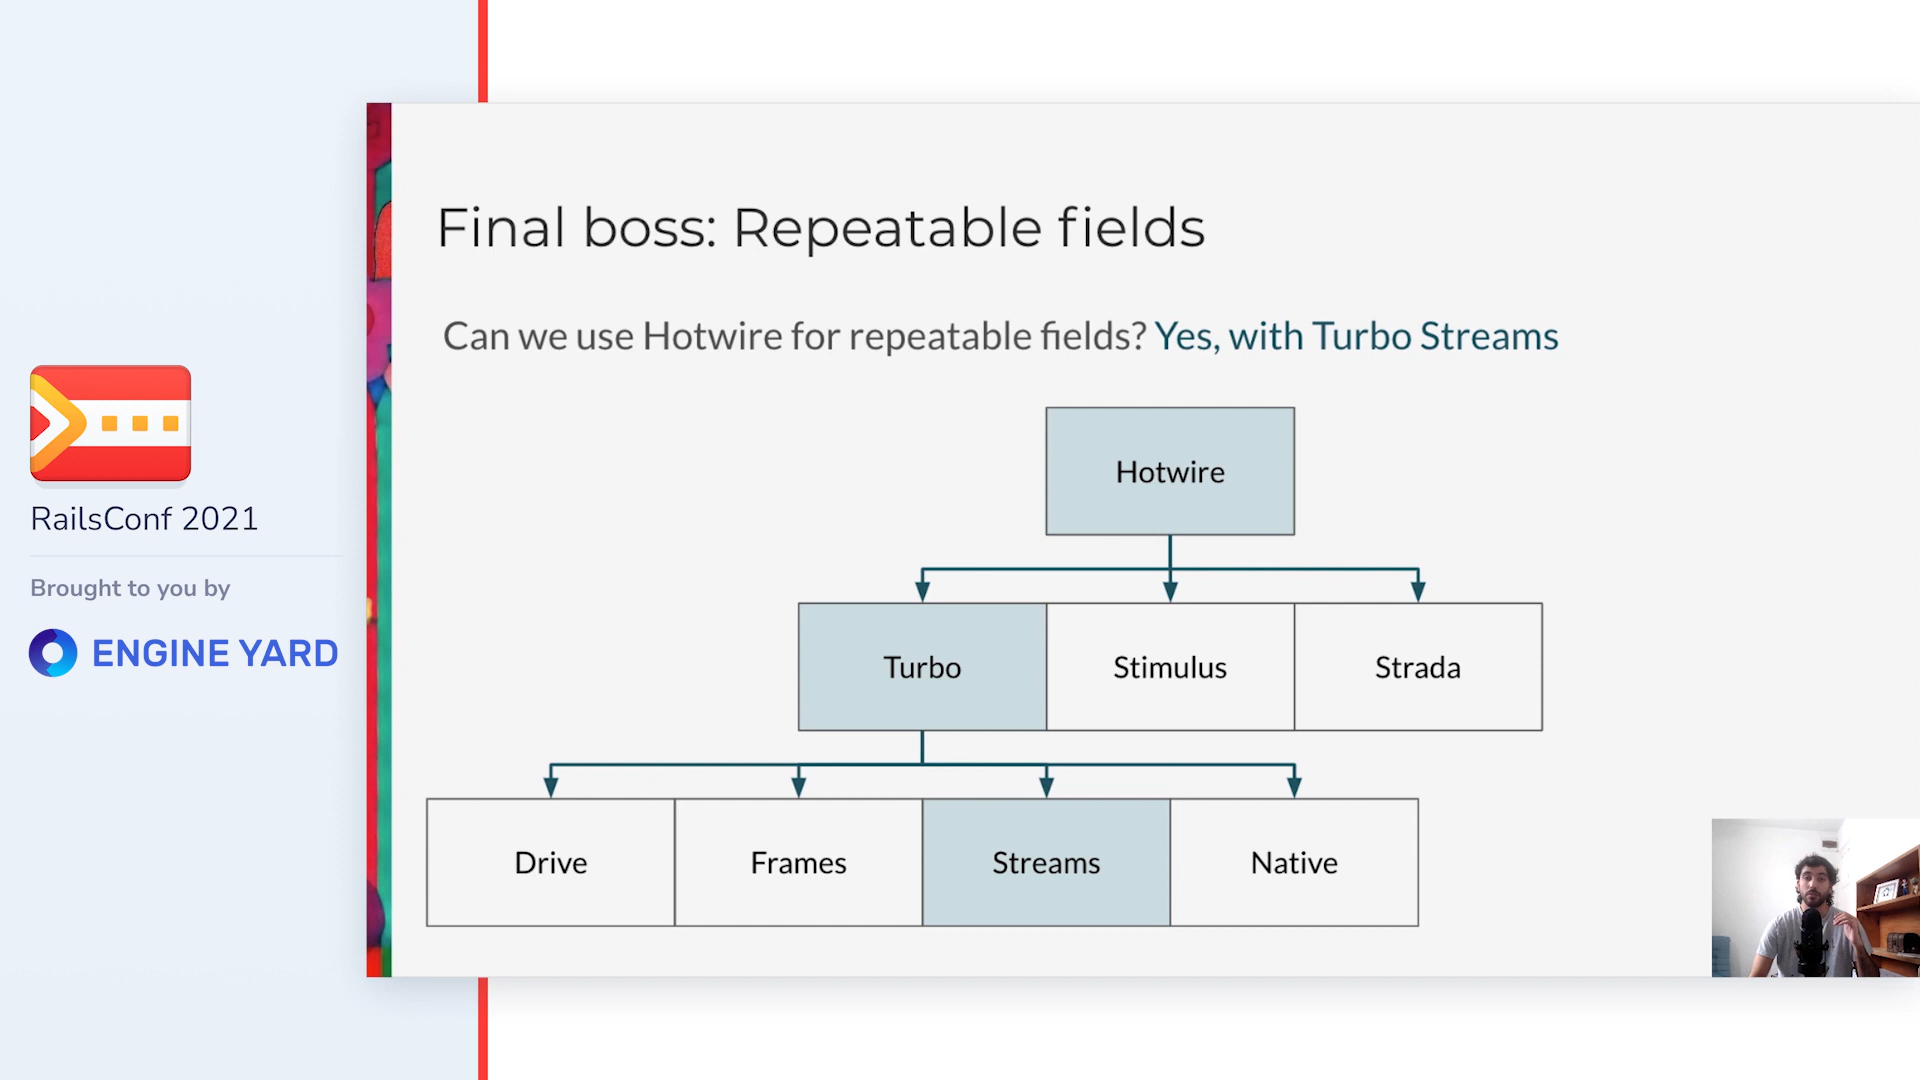 Final boss: Repeatable fields
Can we use Hotwire for repeatable fields? Yes, with Turbo Streams
Hotwire
Turbo
Stimulus
Strada
Drive
Frames
Streams
Native
RailsConf 2021
Brought to you by
ENGINE YARD